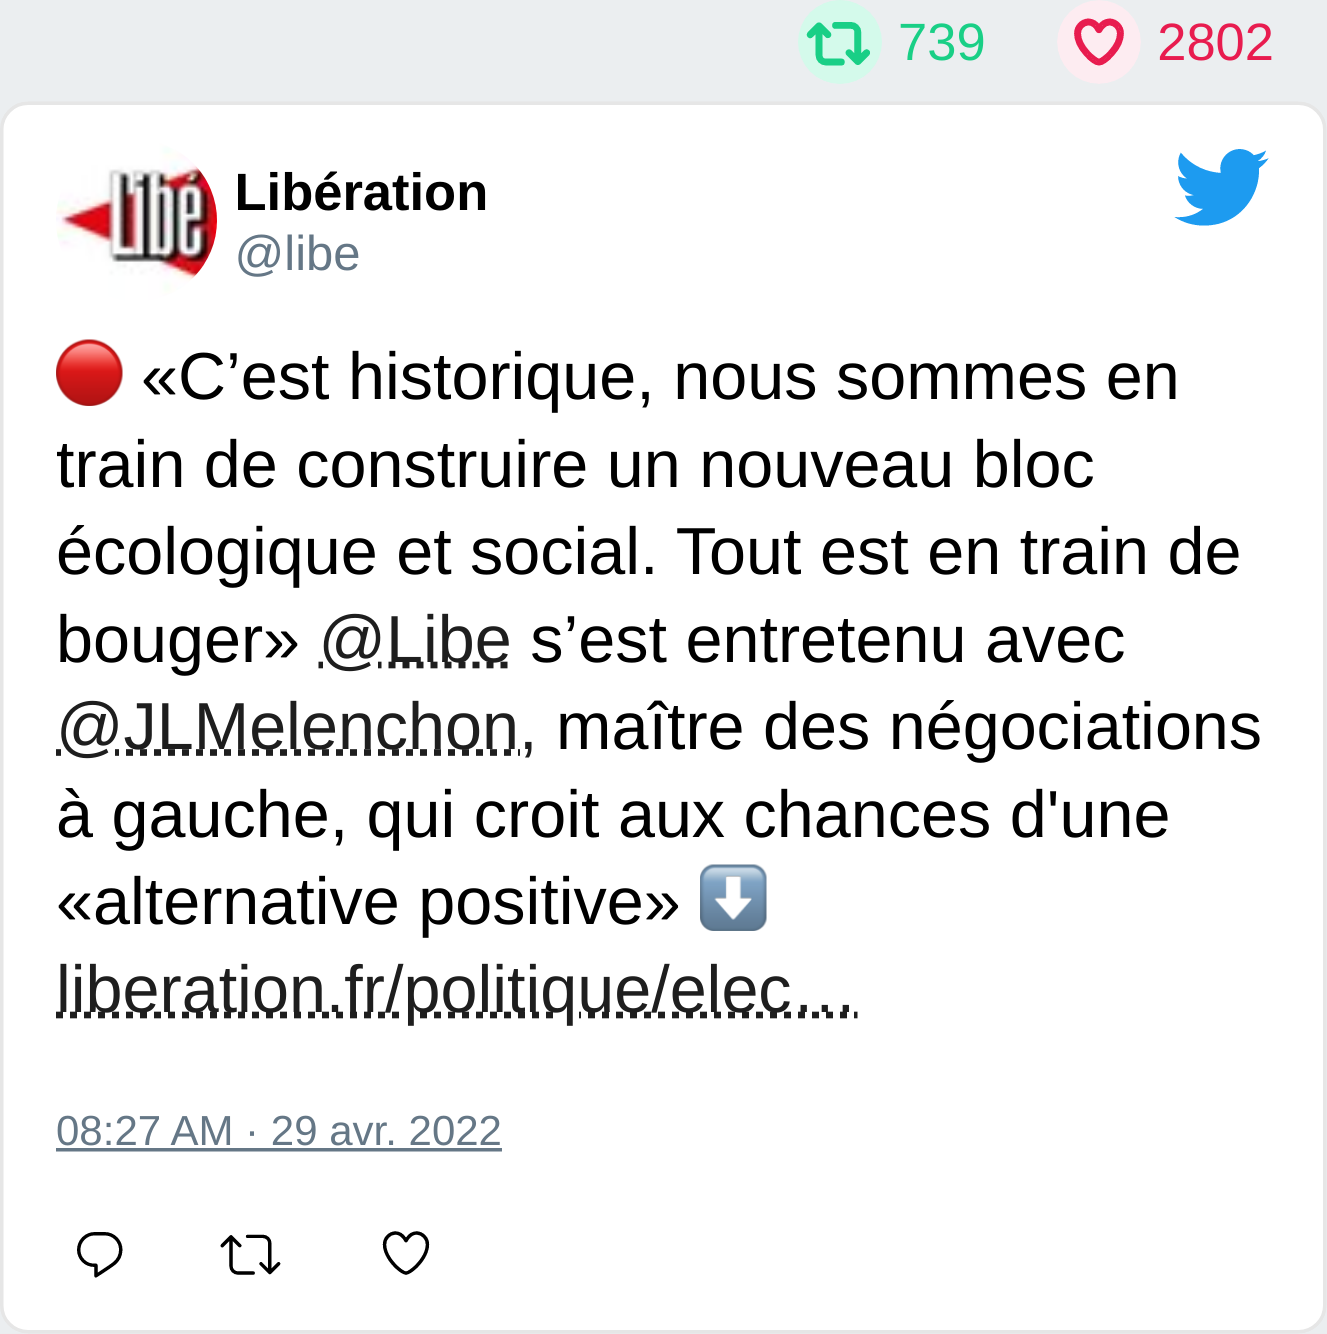 739 2802
Libé
Libération
@libe
🔴 «C’est historique, nous sommes en
train de construire un nouveau bloc
écologique et social. Tout est en train de
bouger» @Libe s’est entretenu avec
@JLMelenchon, maître des négociations
à gauche, qui croit aux chances d'une
«alternative positive» ⬇️
liberation.fr/politique/elec…
08:27 AM · 29 avr. 2022